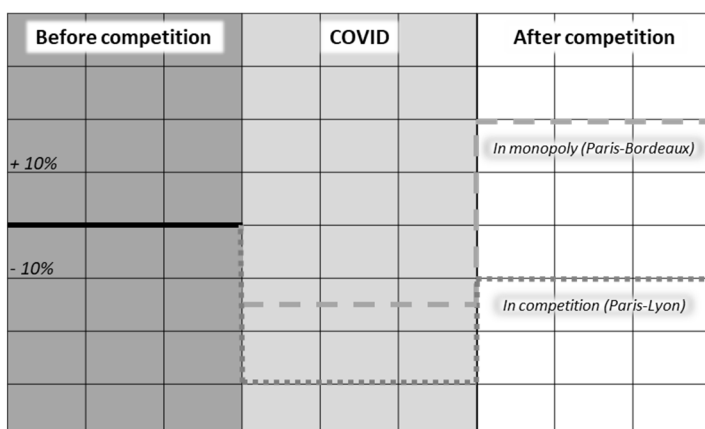 Before competition
COVID
After competition
In monopoly (Paris-Bordeaux)
+ 10%
- 10%
In competition (Paris-Lyon)